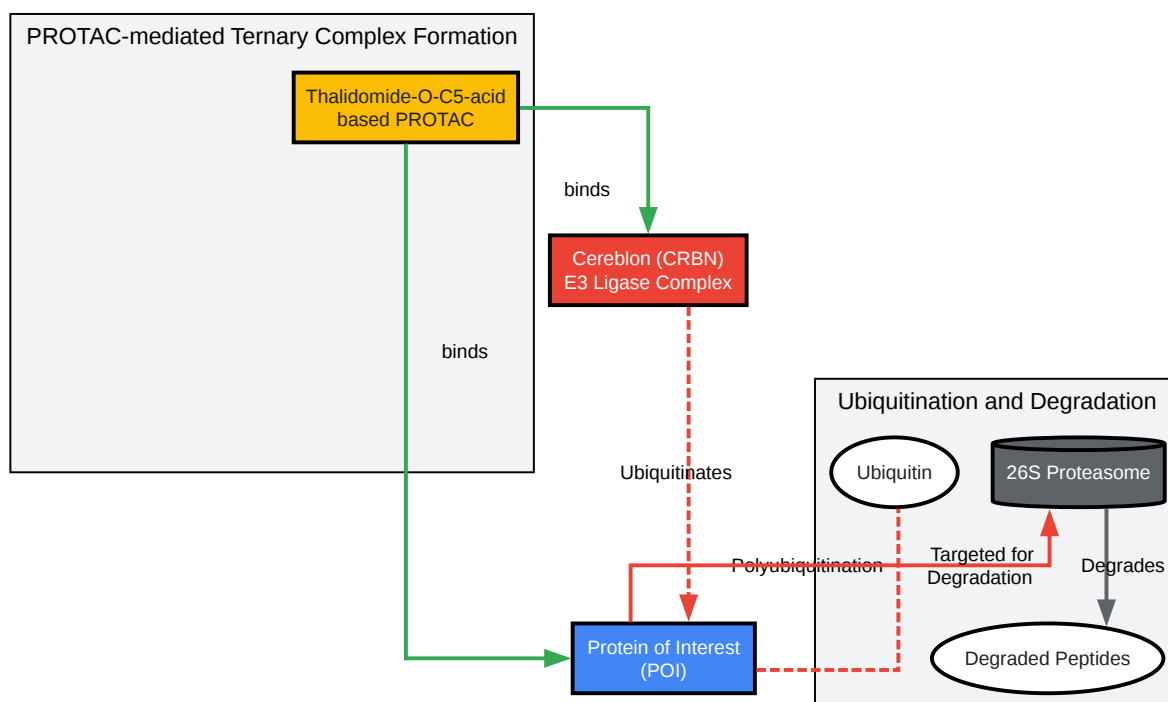 PROTAC-mediated Ternary Complex Formation
Thalidomide-O-C5-acid
based PROTAC
binds
Cereblon (CRBN)
E3 Ligase Complex
binds
Ubiquitination and Degradation
Ubiquitinates
Ubiquitin
26S Proteasome
Polyubiquitination
Targeted for
Degradation
Degrades
Protein of Interest
(POI)
Degraded Peptides